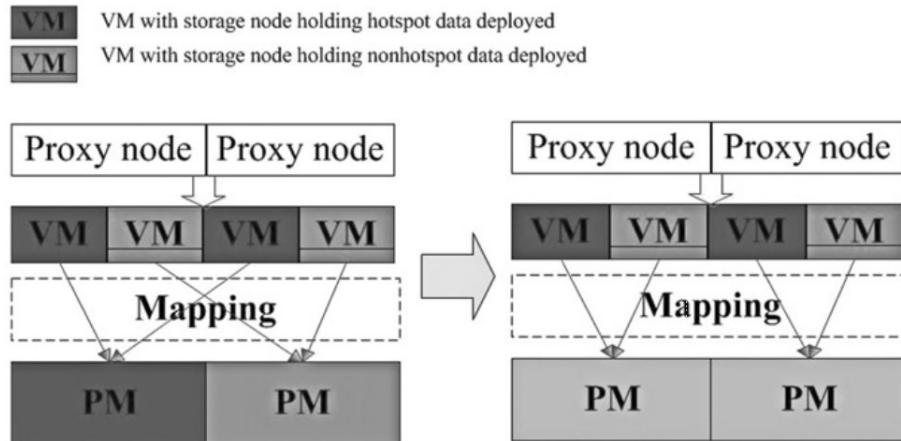 VM VM with storage node holding hotspot data deployed
VM VM with storage node holding nonhotspot data deployed
Proxy node Proxy node Proxy node Proxy node
VM VM VM VM VM VM VM VM
Mapping Mapping
PM PM PM PM